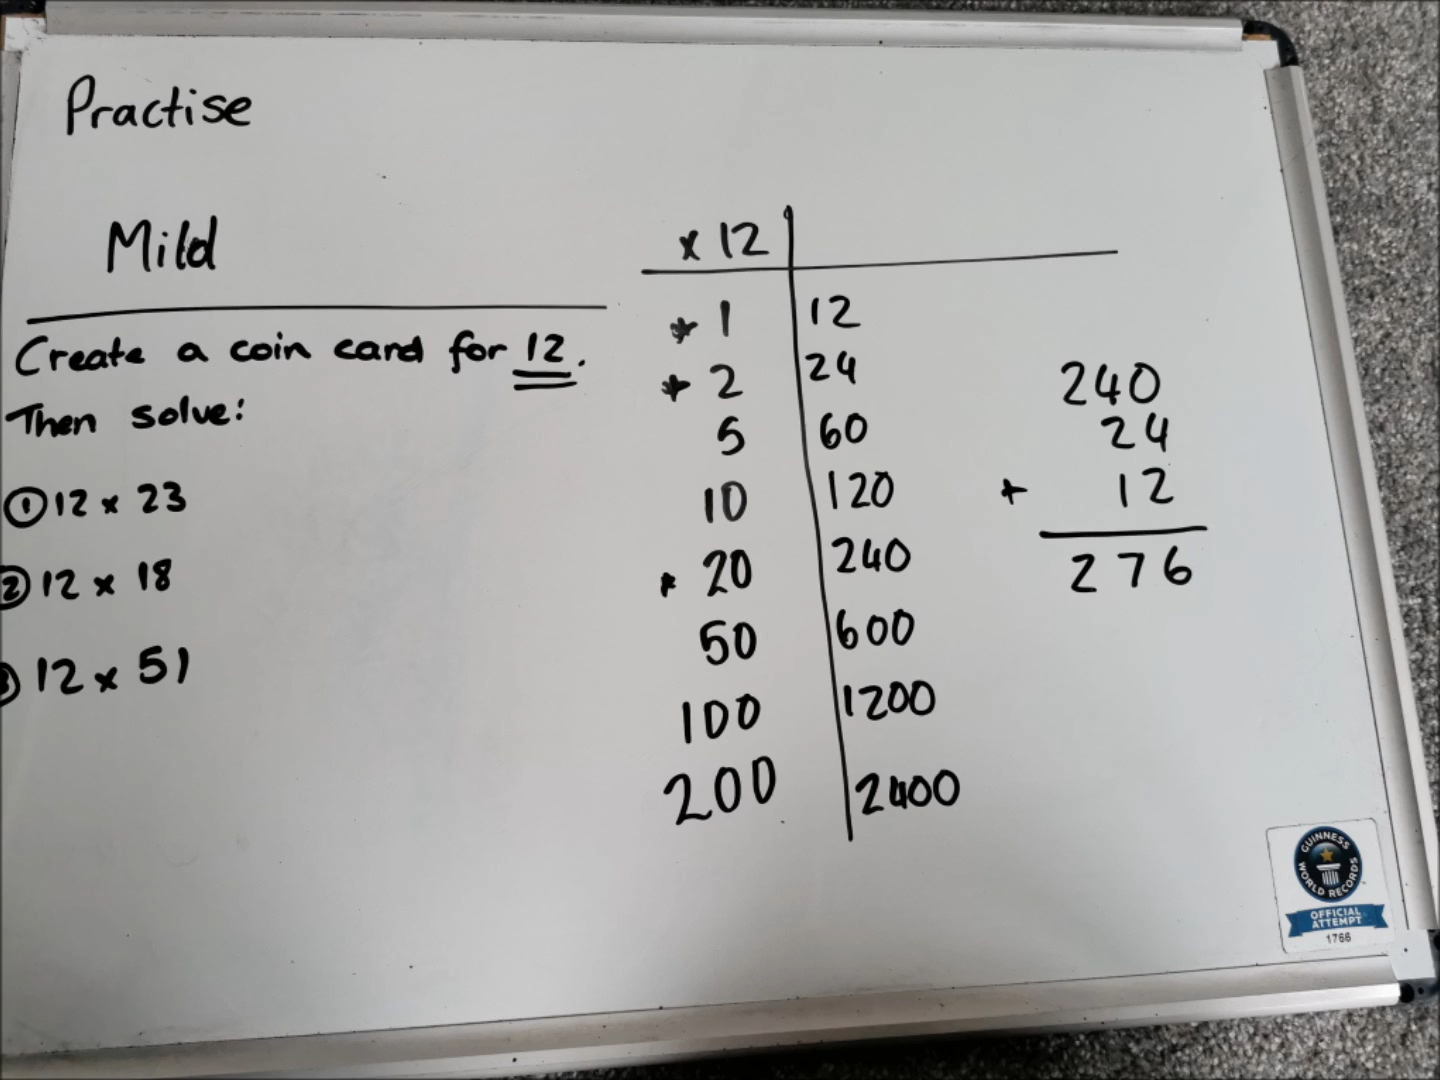 Practise
Mild
Create a coin card for 12.
Then solve:
① 12 x 23
② 12 x 18
③ 12 x 51
x 12
* 1 12
* 2 24
5 60
10 120
* 20 240
50 600
100 1200
200 2400
240
24
+ 12
276
GUINNESS
WORLD RECORDS
OFFICIAL
ATTEMPT
1766